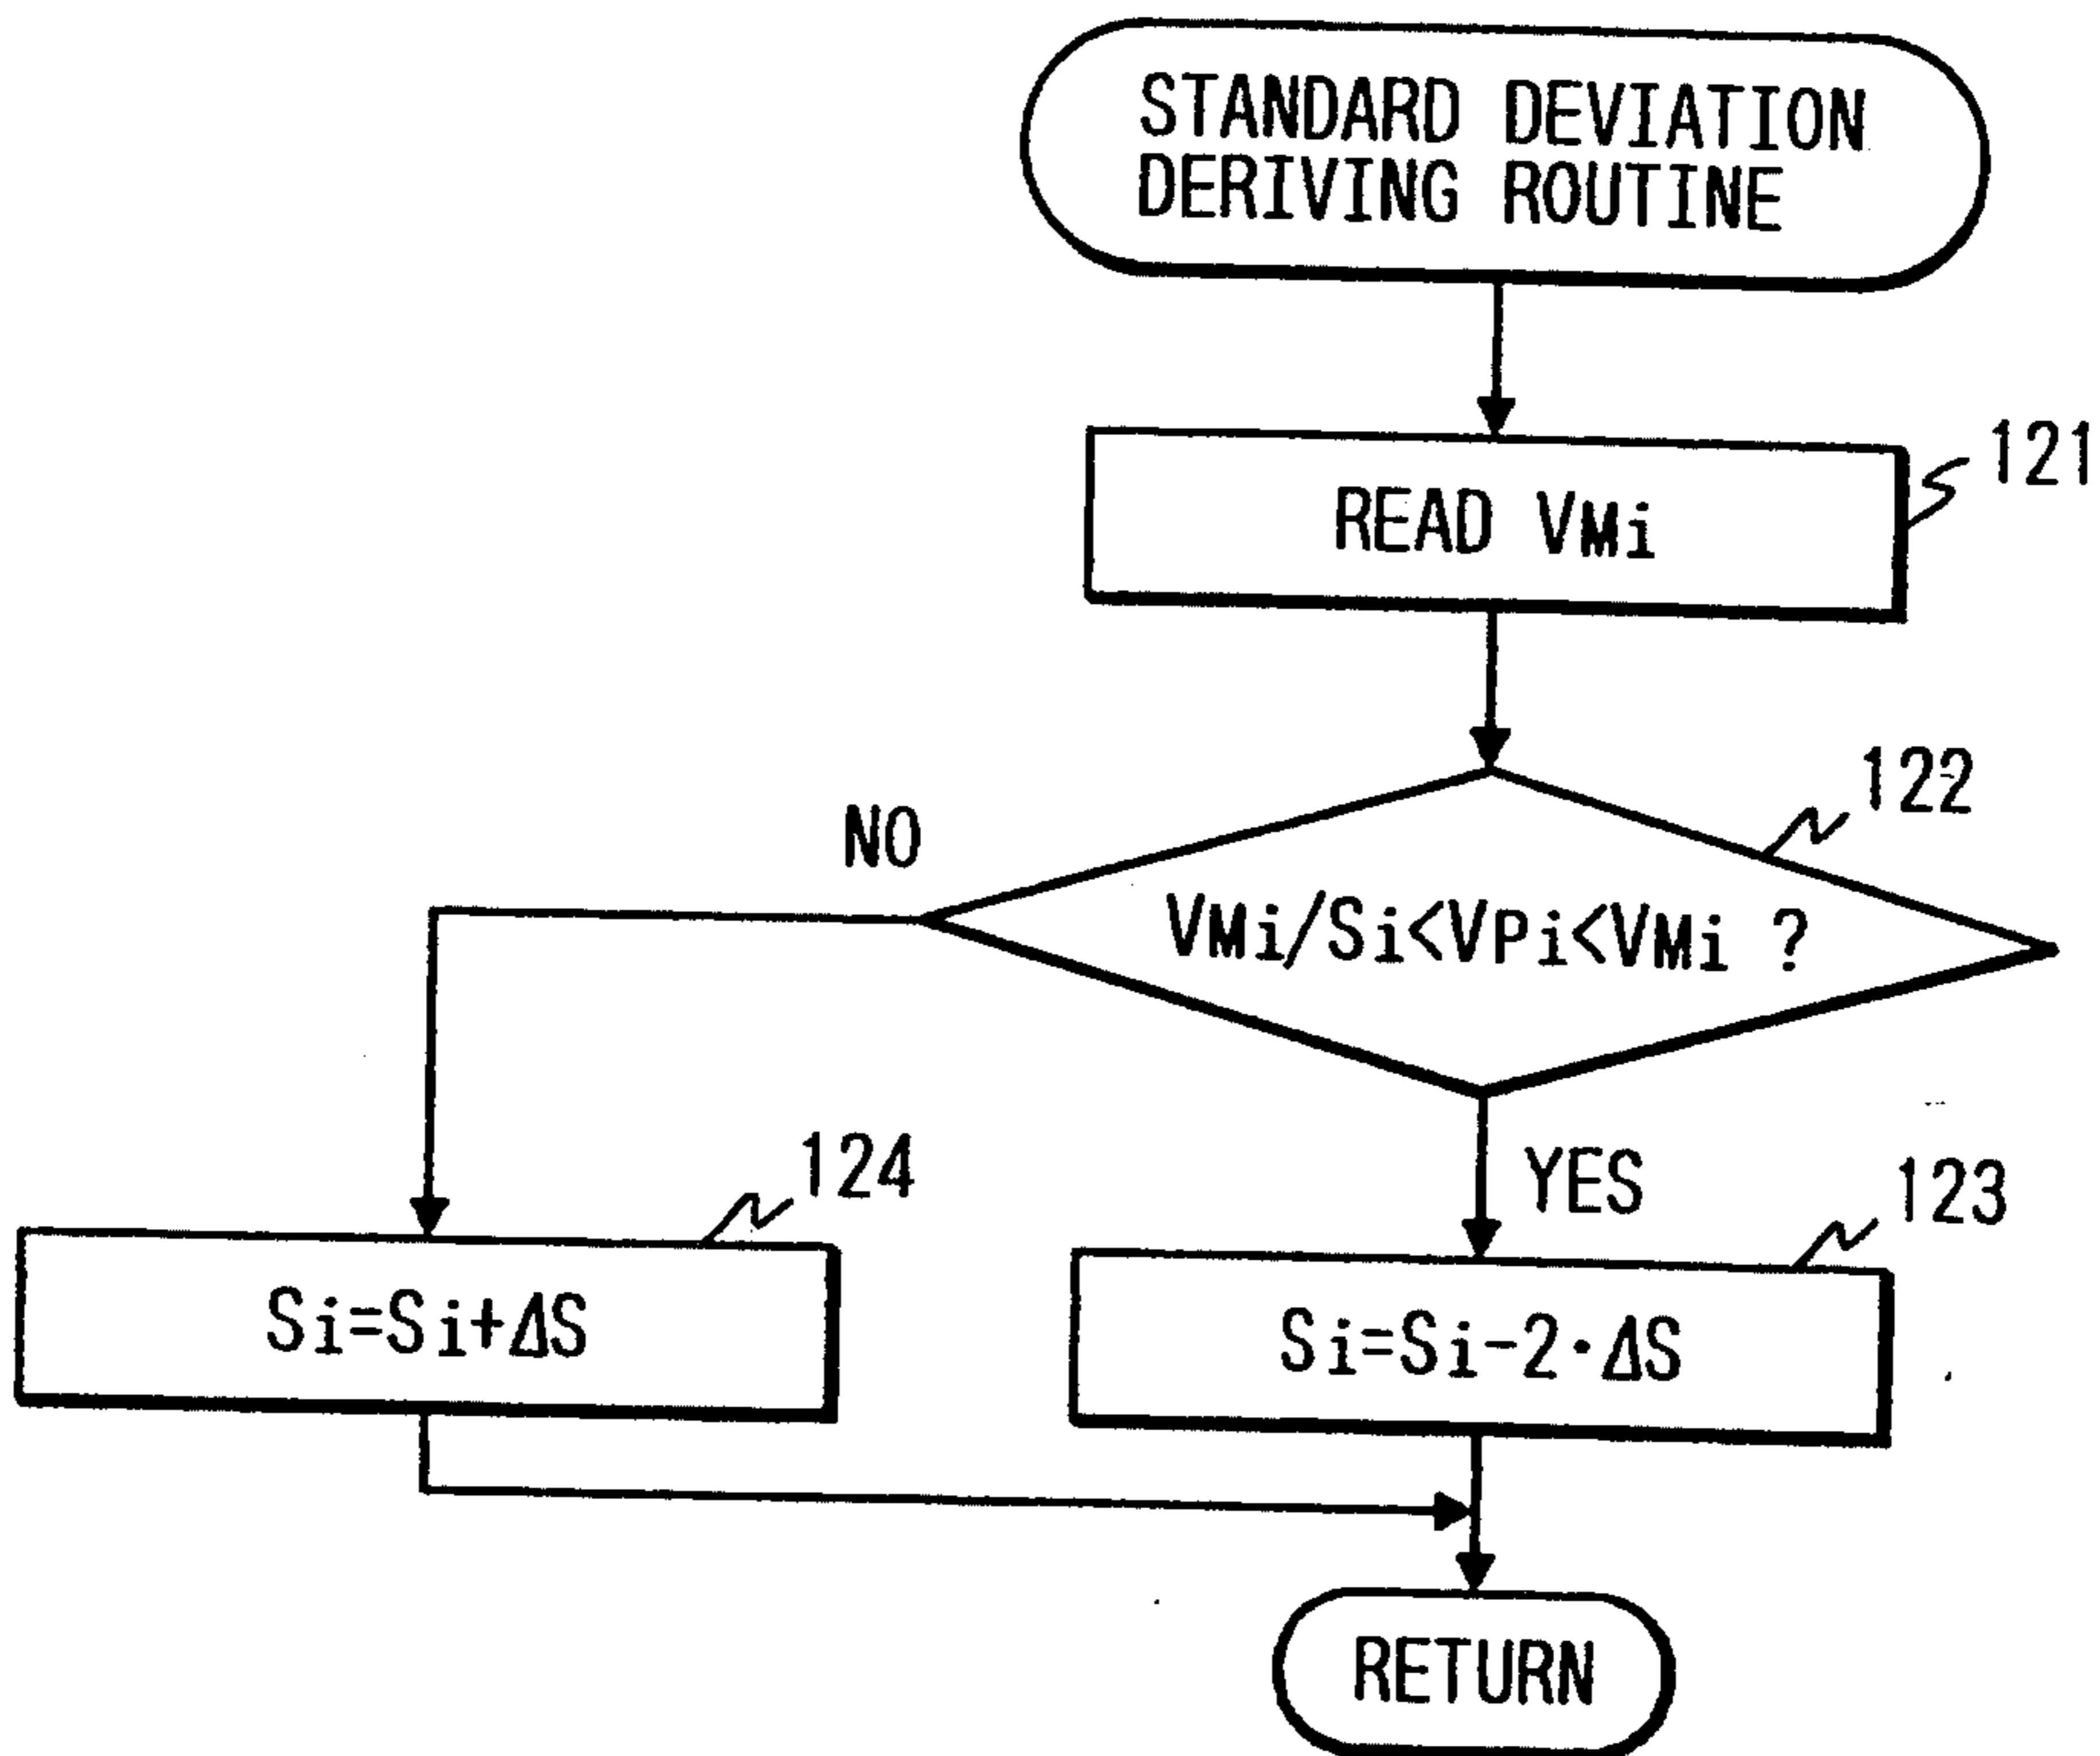 STANDARD DEVIATION
DERIVING ROUTINE
READ VMi
121
122
NO
VMi/Si<VPi<VMi ?
YES
124
123
Si=Si+ΔS
Si=Si-2·ΔS
RETURN